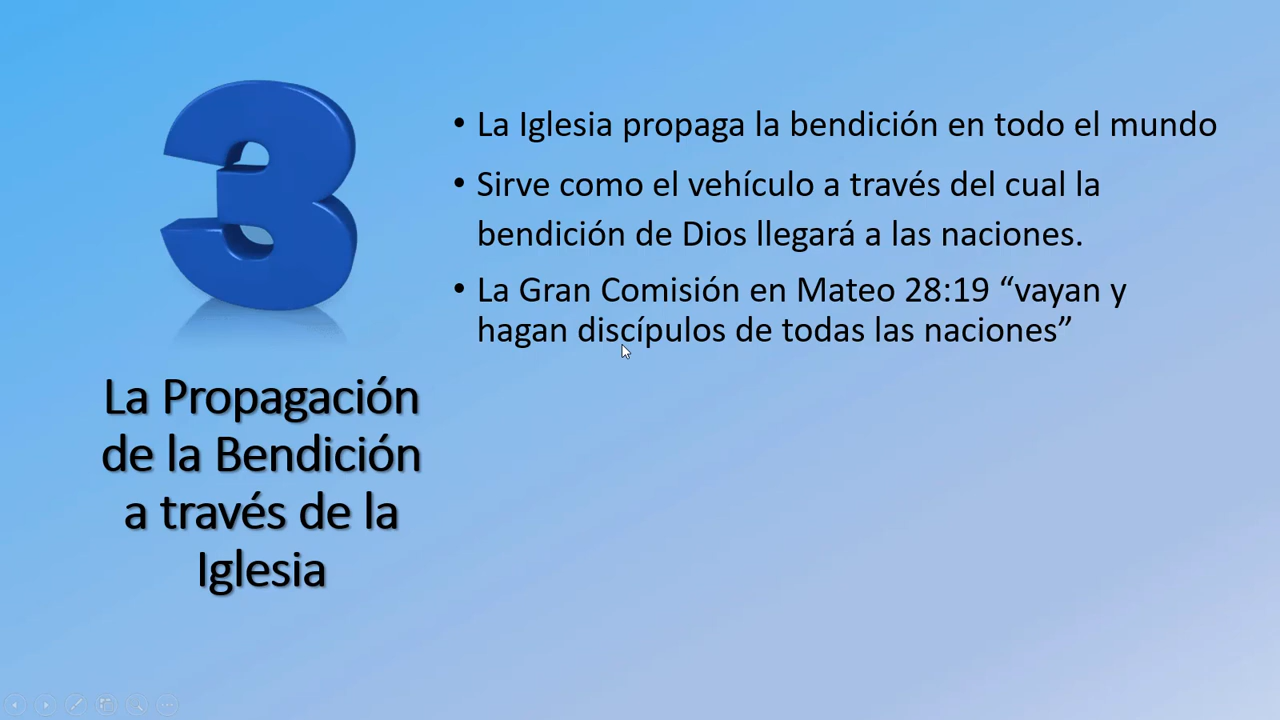 3
La Propagación
de la Bendición
a través de la
Iglesia
• La Iglesia propaga la bendición en todo el mundo
• Sirve como el vehículo a través del cual la
bendición de Dios llegará a las naciones.
• La Gran Comisión en Mateo 28:19 “vayan y
hagan discípulos de todas las naciones”